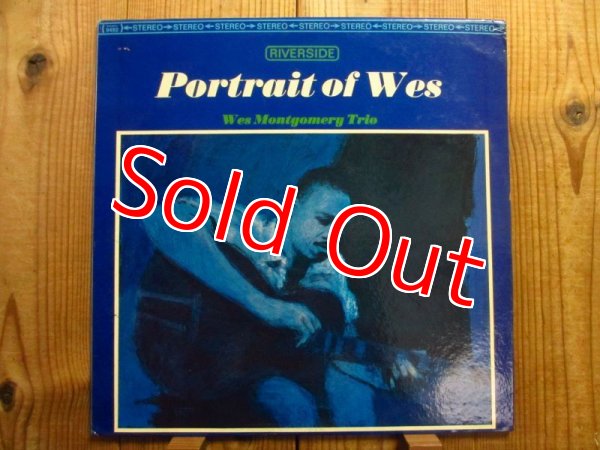 STEREO STEREO STEREO STEREO STEREO STEREO STEREO STEREO STEREO
RIVERSIDE
Portrait of Wes
Wes Montgomery Trio
Sold Out